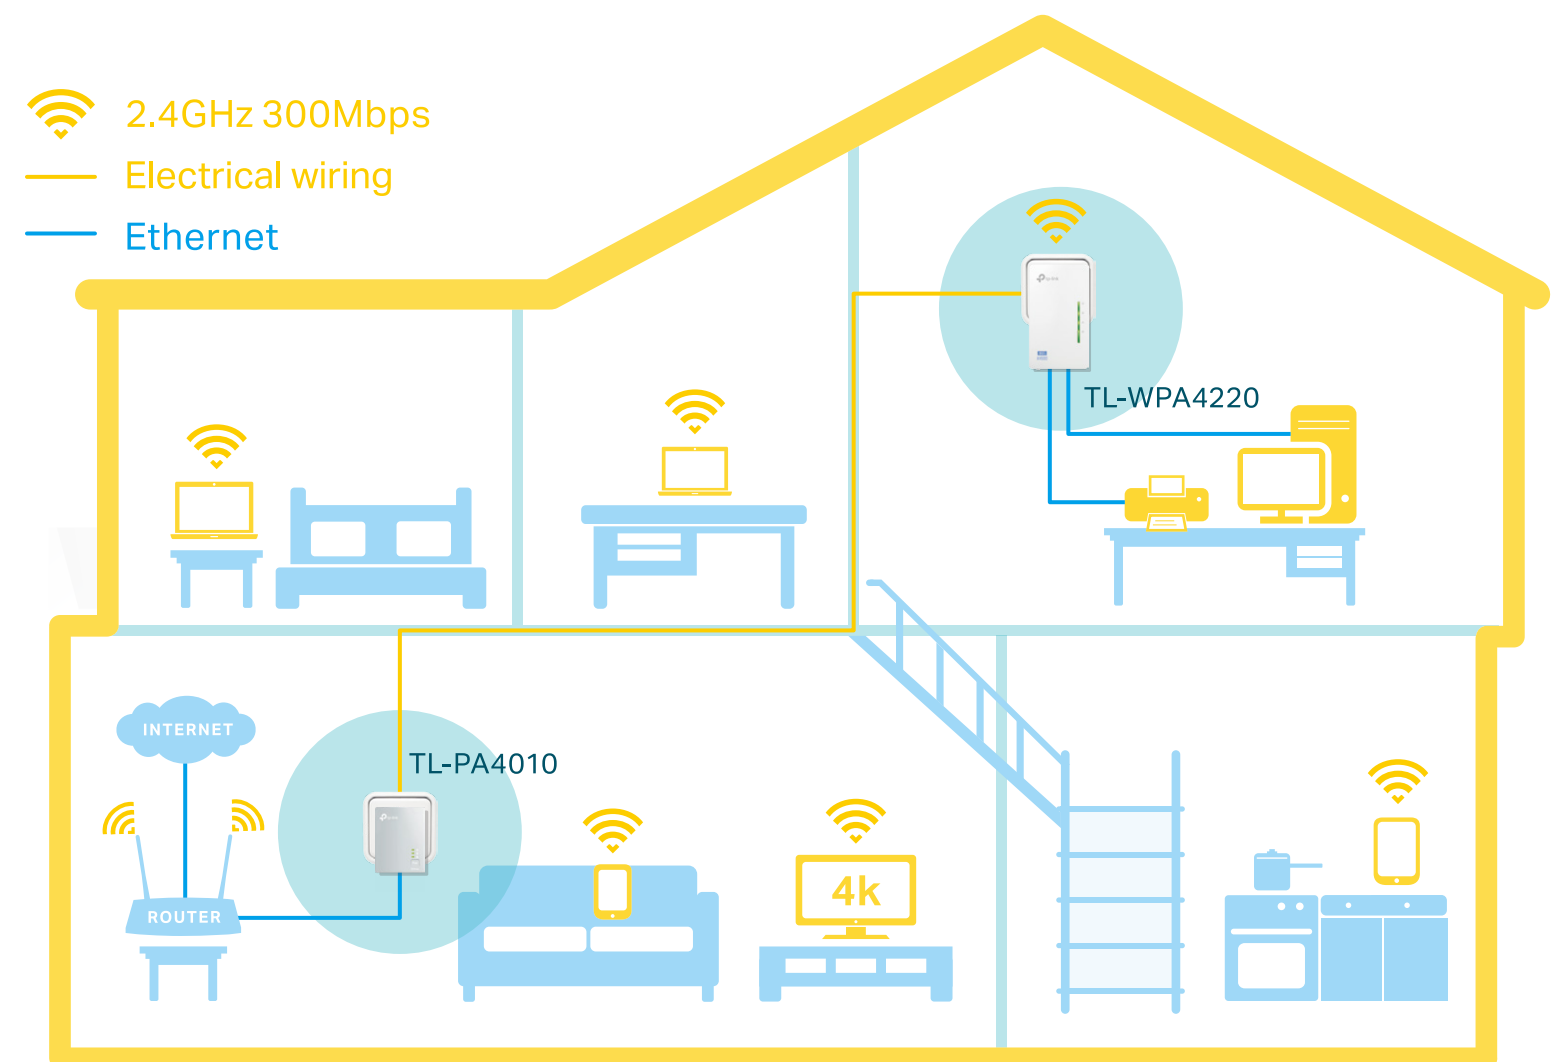 2.4GHz 300Mbps
Electrical wiring
Ethernet
TL-WPA4220
INTERNET
TL-PA4010
4k
ROUTER